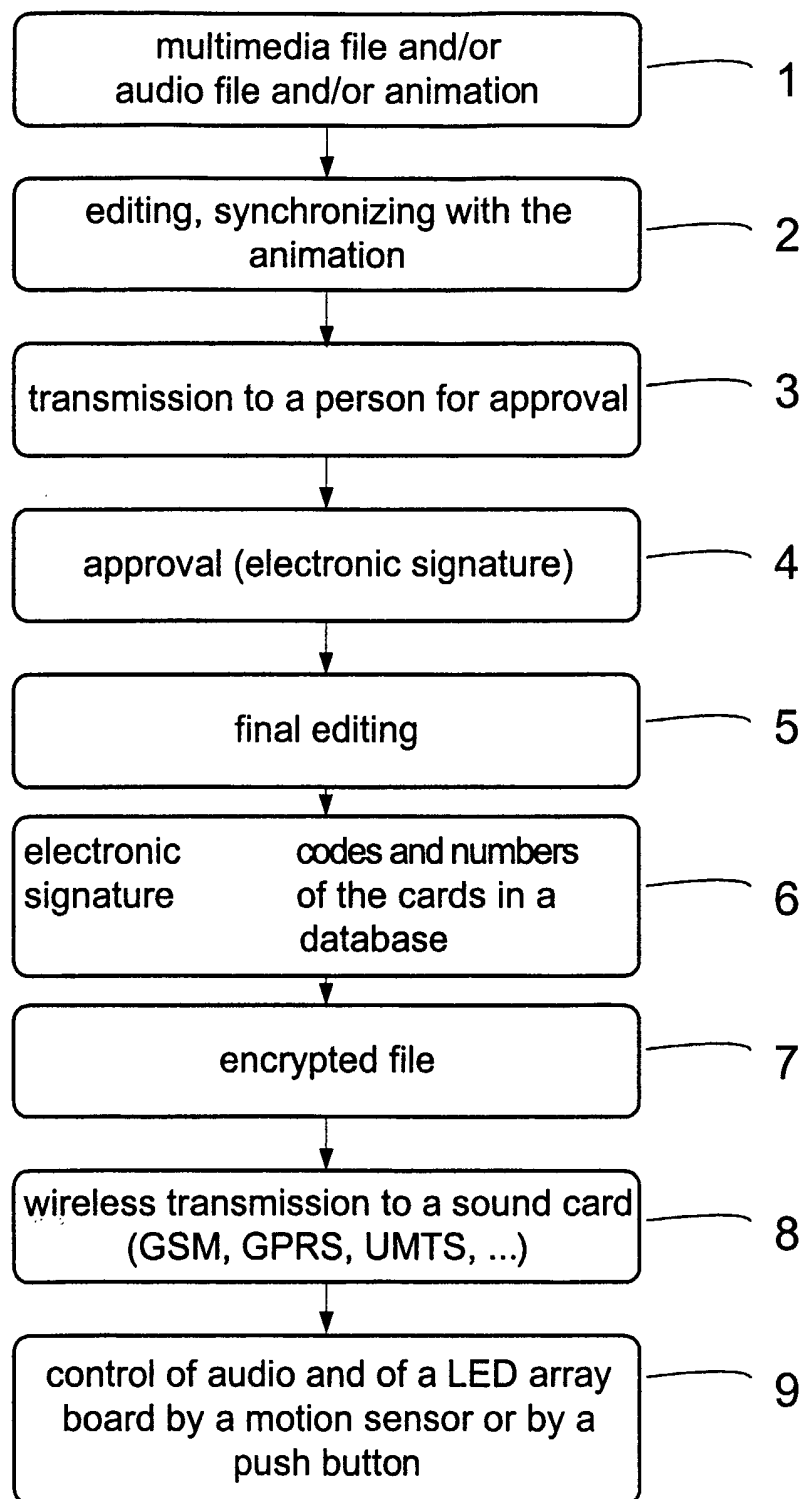 multimedia file and/or
audio file and/or animation
1
editing, synchronizing with the
animation
2
transmission to a person for approval
3
approval (electronic signature)
4
final editing
5
electronic
signature
codes and numbers
of the cards in a
database
6
encrypted file
7
wireless transmission to a sound card
(GSM, GPRS, UMTS, ...)
8
control of audio and of a LED array
board by a motion sensor or by a
push button
9